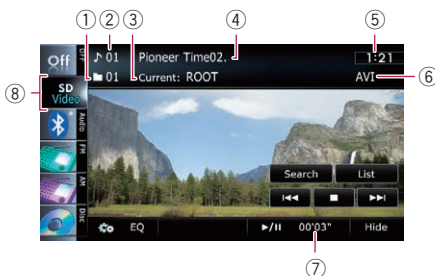 ① ② ③ ④ ⑤
Off OFF ♪ 01 Pioneer Time02. 1:21
01 Current: ROOT AVI ⑥
⑧ SD
Video
Audio
FM
Search List
AM
Disc
EQ ►/II 00'03" Hide
⑦